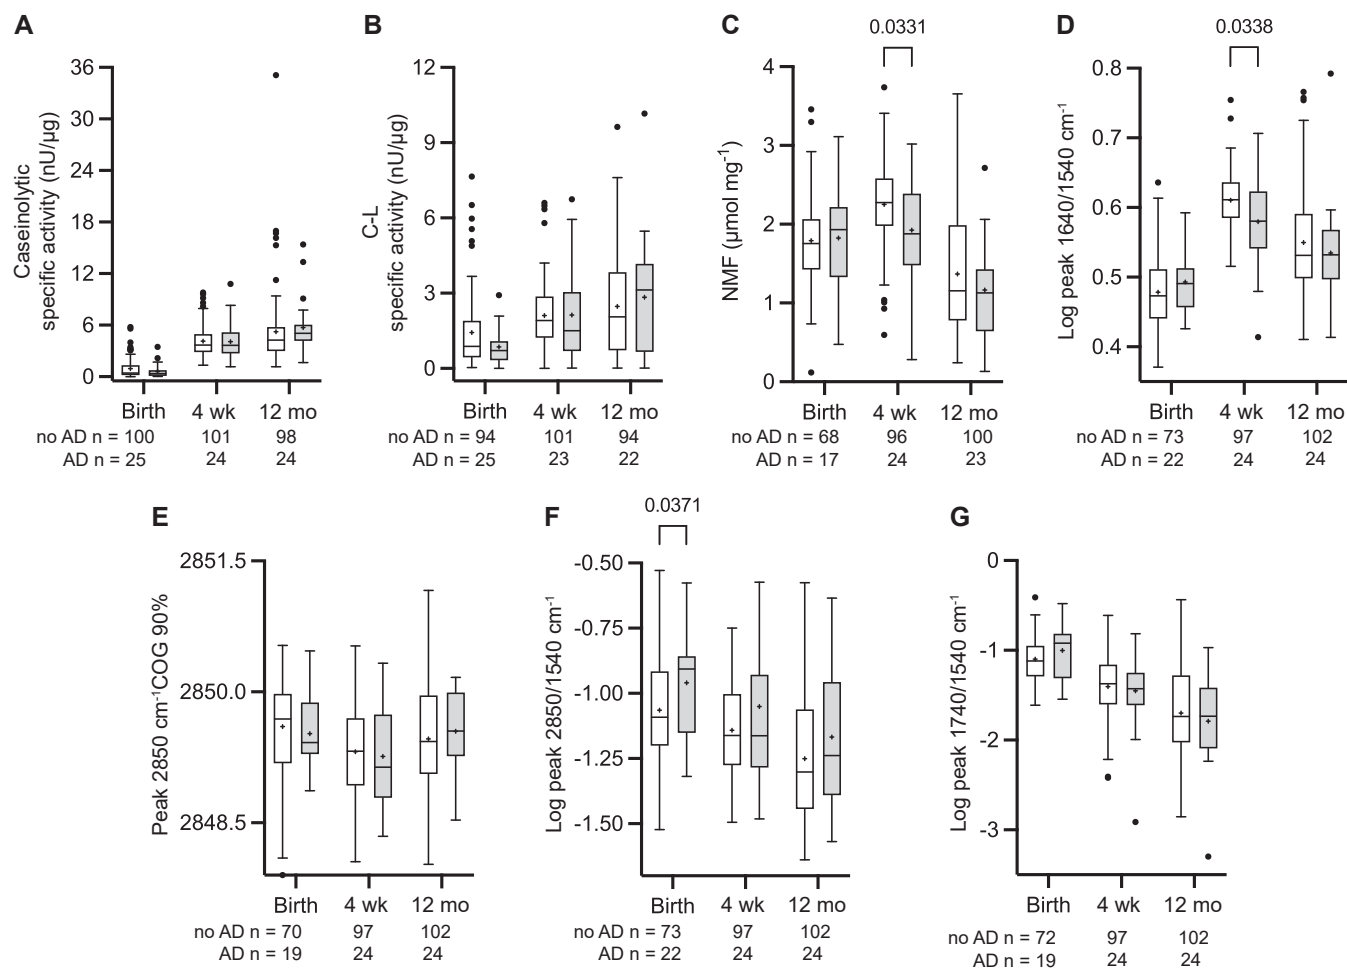 A
Caseinolytic
specific activity (nU/μg)
36
30
24
18
12
6
0
Birth 4 wk 12 mo
no AD n = 100 101 98
AD n = 25 24 24
B
C-L
specific activity (nU/μg)
12
9
6
3
0
Birth 4 wk 12 mo
no AD n = 94 101 94
AD n = 25 23 22
C
0.0331
NMF (μmol mg⁻¹)
4
3
2
1
0
Birth 4 wk 12 mo
no AD n = 68 96 100
AD n = 17 24 23
D
0.0338
Log peak 1640/1540 cm⁻¹
0.8
0.7
0.6
0.5
0.4
Birth 4 wk 12 mo
no AD n = 73 97 102
AD n = 22 24 24
E
Peak 2850 cm⁻¹COG 90%
2851.5
2850.0
2848.5
Birth 4 wk 12 mo
no AD n = 70 97 102
AD n = 19 24 24
F
0.0371
Log peak 2850/1540 cm⁻¹
-0.50
-0.75
-1.00
-1.25
-1.50
Birth 4 wk 12 mo
no AD n = 73 97 102
AD n = 22 24 24
G
Log peak 1740/1540 cm⁻¹
0
-1
-2
-3
Birth 4 wk 12 mo
no AD n = 72 97 102
AD n = 19 24 24